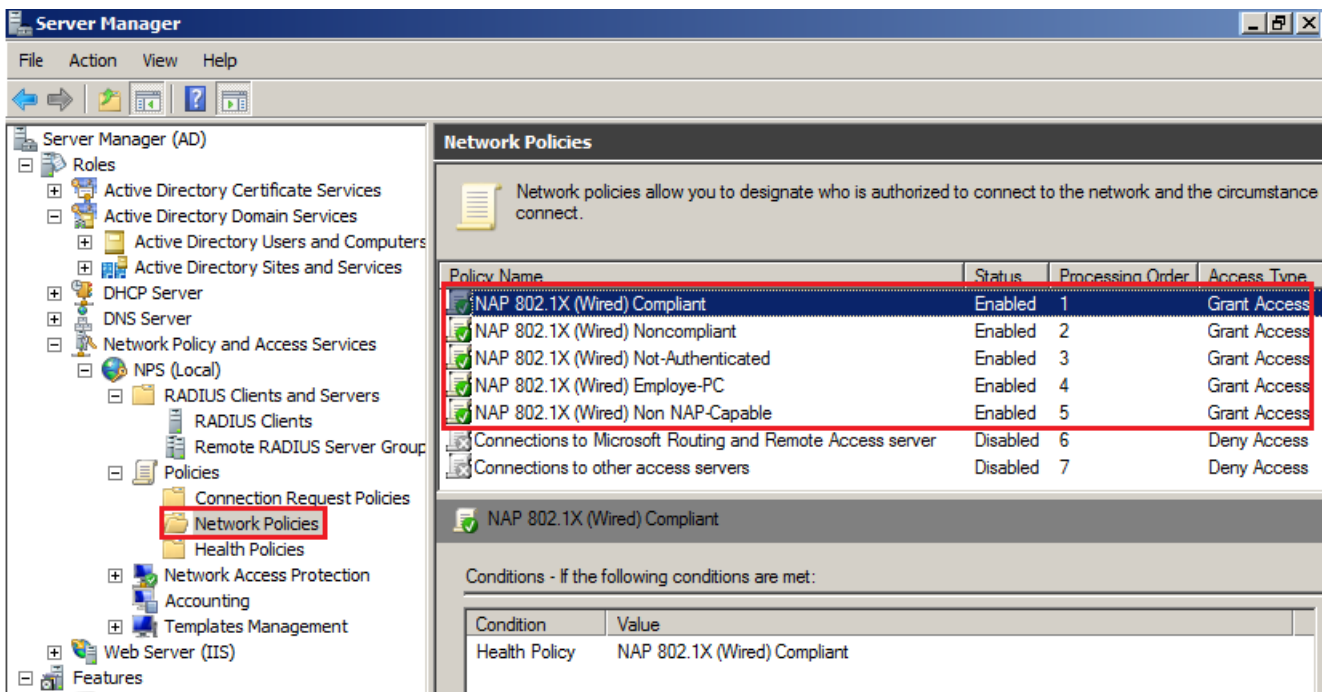 Server Manager
File Action View Help
Server Manager (AD)
Roles
Active Directory Certificate Services
Active Directory Domain Services
Active Directory Users and Computers
Active Directory Sites and Services
DHCP Server
DNS Server
Network Policy and Access Services
NPS (Local)
RADIUS Clients and Servers
RADIUS Clients
Remote RADIUS Server Group
Policies
Connection Request Policies
Network Policies
Health Policies
Network Access Protection
Accounting
Templates Management
Web Server (IIS)
Features
Network Policies
Network policies allow you to designate who is authorized to connect to the network and the circumstance
connect.
Policy Name Status Processing Order Access Type
NAP 802.1X (Wired) Compliant Enabled 1 Grant Access
NAP 802.1X (Wired) Noncompliant Enabled 2 Grant Access
NAP 802.1X (Wired) Not-Authenticated Enabled 3 Grant Access
NAP 802.1X (Wired) Employe-PC Enabled 4 Grant Access
NAP 802.1X (Wired) Non NAP-Capable Enabled 5 Grant Access
Connections to Microsoft Routing and Remote Access server Disabled 6 Deny Access
Connections to other access servers Disabled 7 Deny Access
NAP 802.1X (Wired) Compliant
Conditions - If the following conditions are met:
Condition Value
Health Policy NAP 802.1X (Wired) Compliant